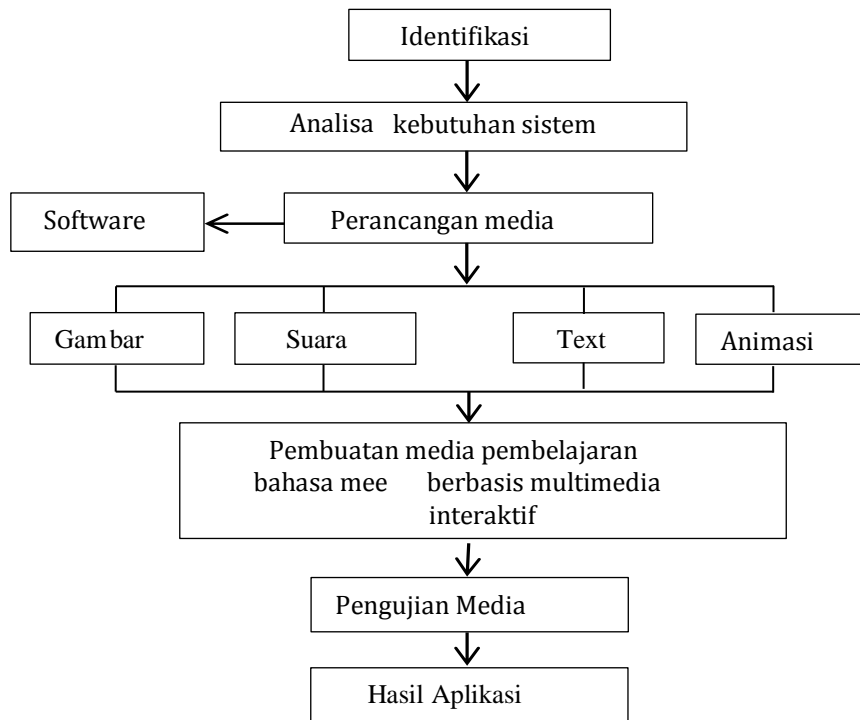 Identifikasi
Analisa kebutuhan sistem
Software
Perancangan media
Gambar
Suara
Text
Animasi
Pembuatan media pembelajaran
bahasa mee berbasis multimedia
interaktif
Pengujian Media
Hasil Aplikasi